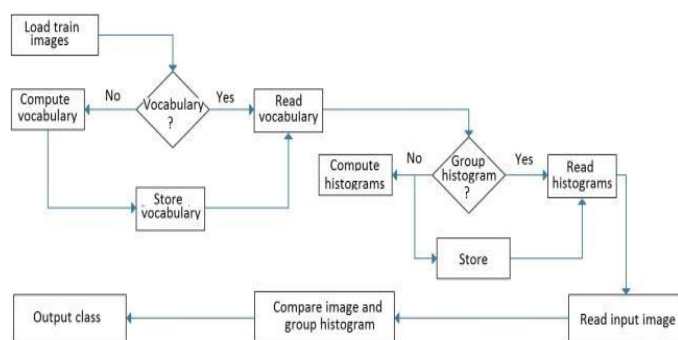 Load train
images
Compute
vocabulary
No
Vocabulary
?
Yes
Read
vocabulary
Store
vocabulary
Compute
histograms
No
Group
histogram
?
Yes
Read
histograms
Store
Output class
Compare image and
group histogram
Read input image